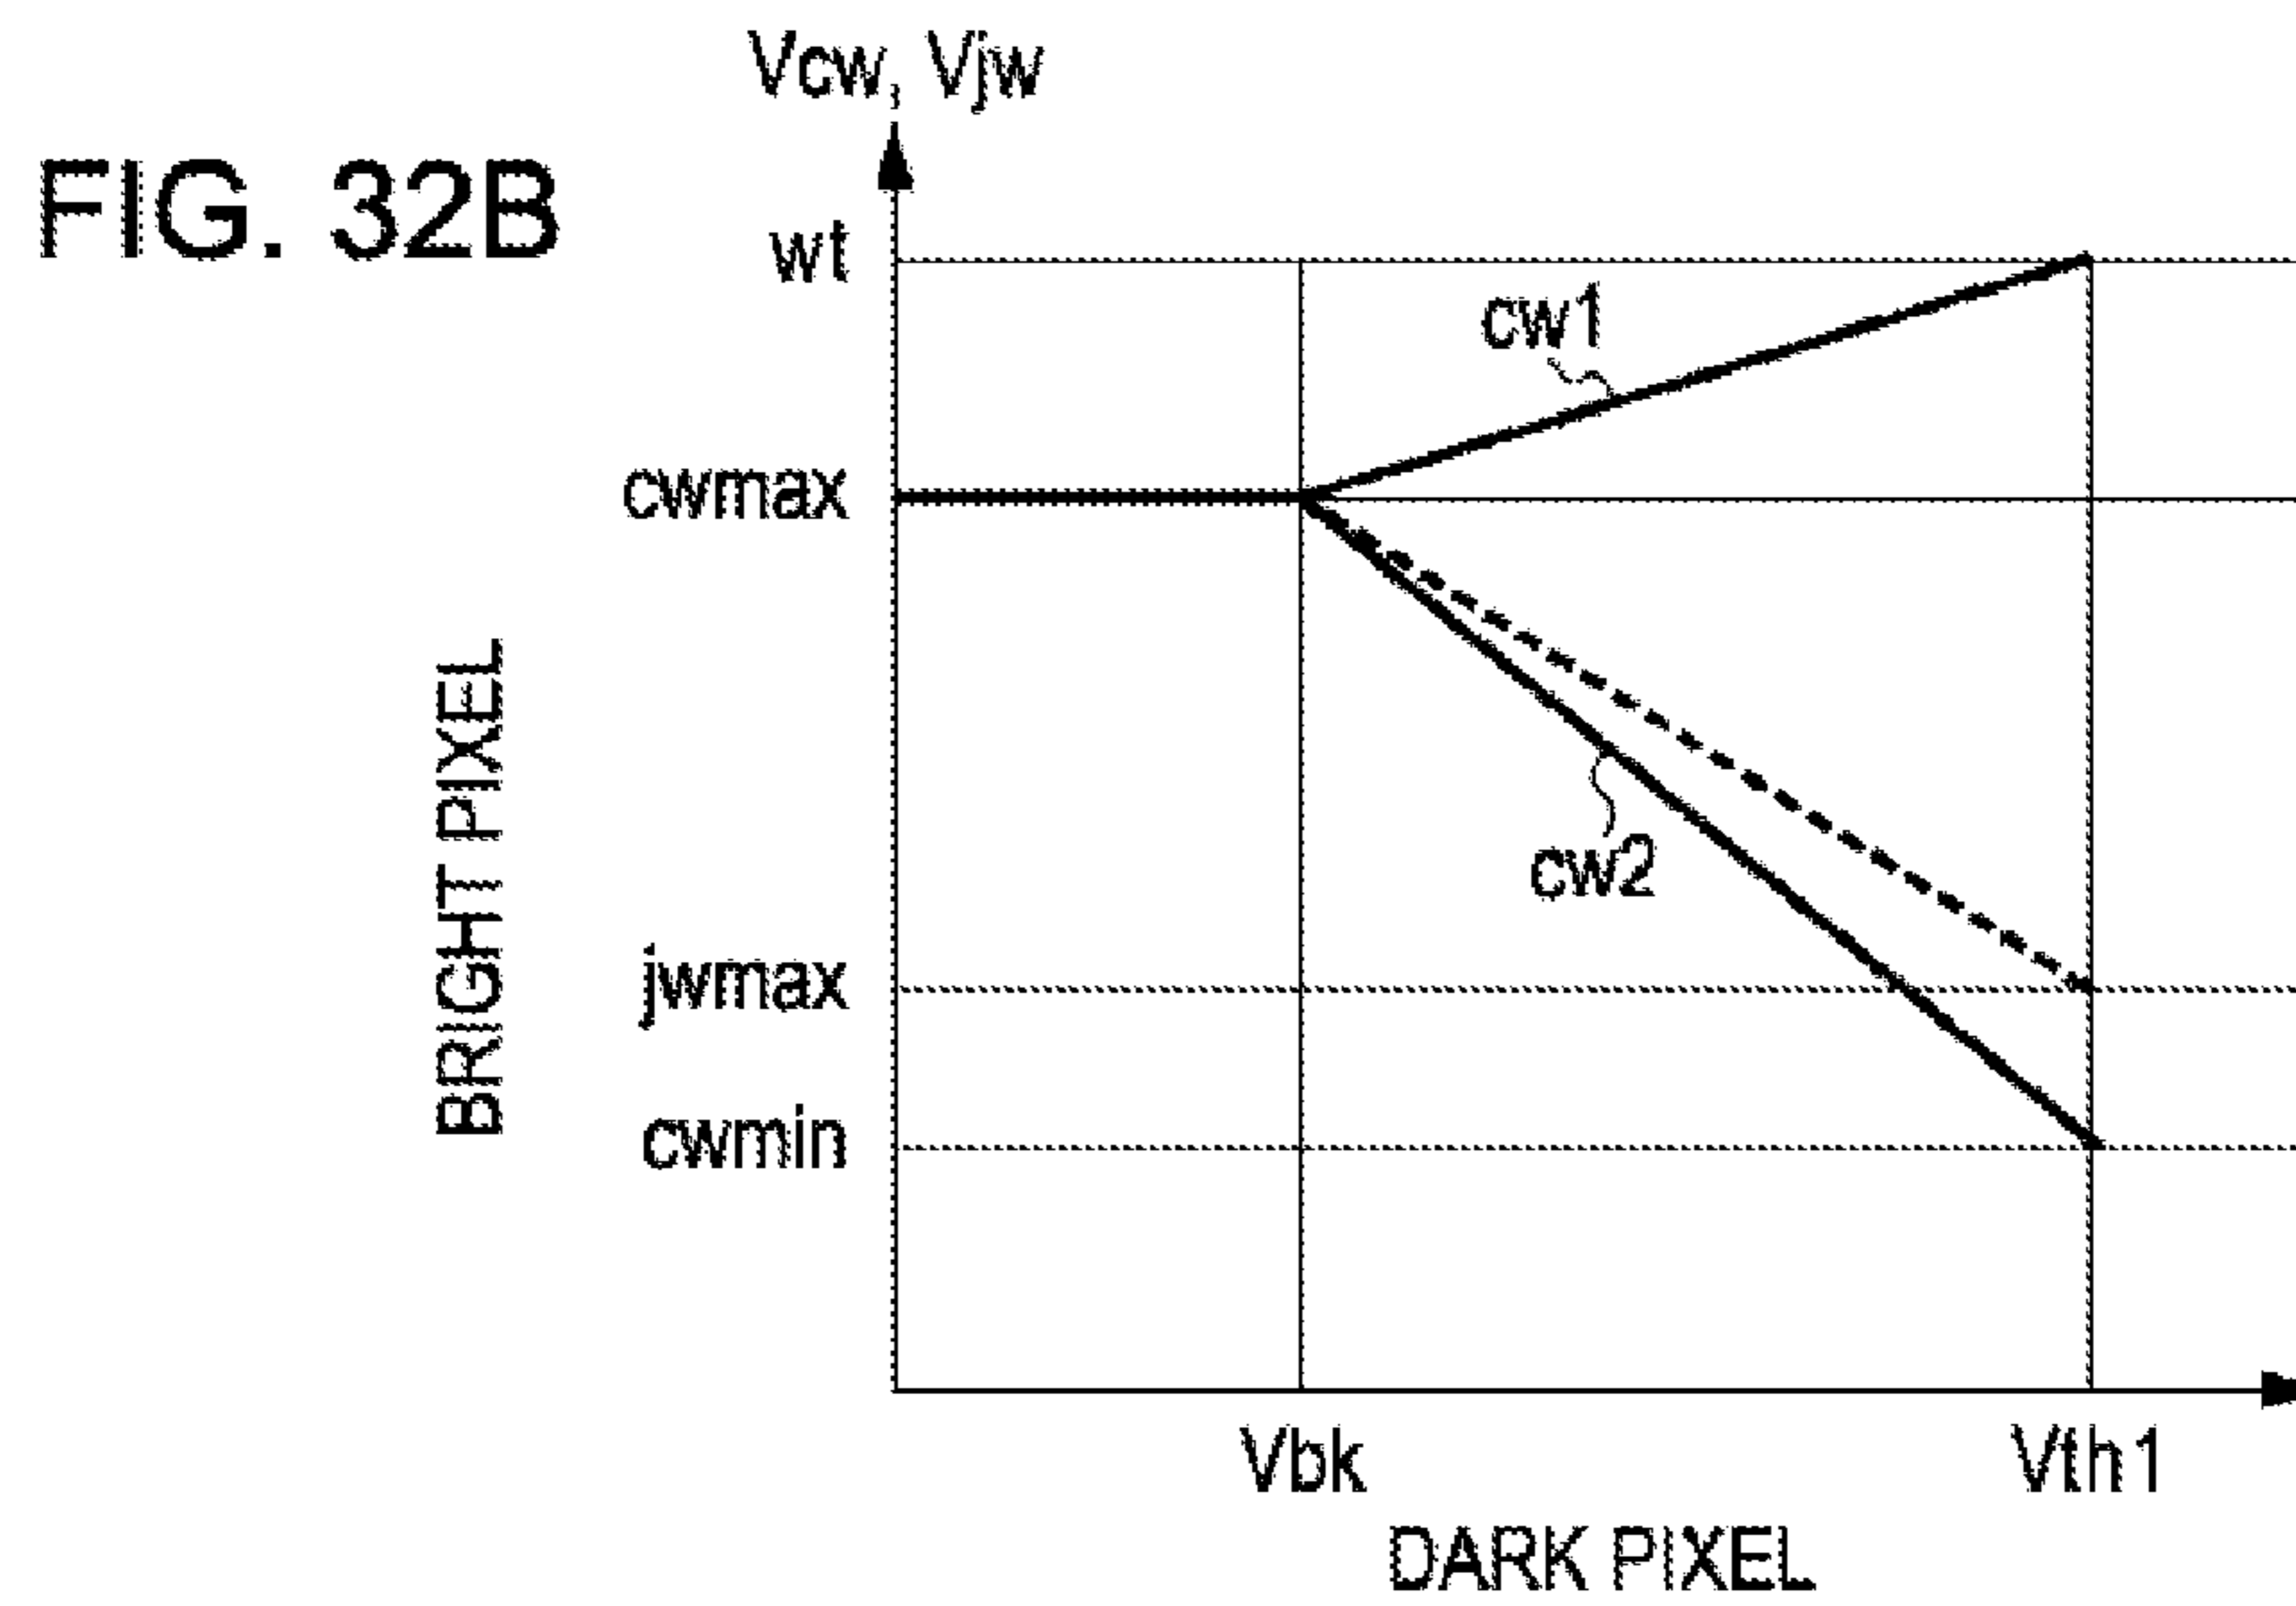 FIG. 32B
Vcw, Vjw
wt
cw1
cwmax
cw2
BRIGHT PIXEL
jwmax
cwmin
Vbk
Vth1
DARK PIXEL